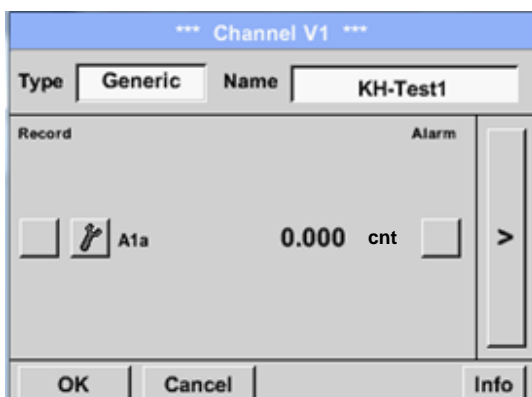 *** Channel V1 ***
Type Generic Name KH-Test1
Record Alarm
A1a 0.000 cnt >
OK Cancel Info